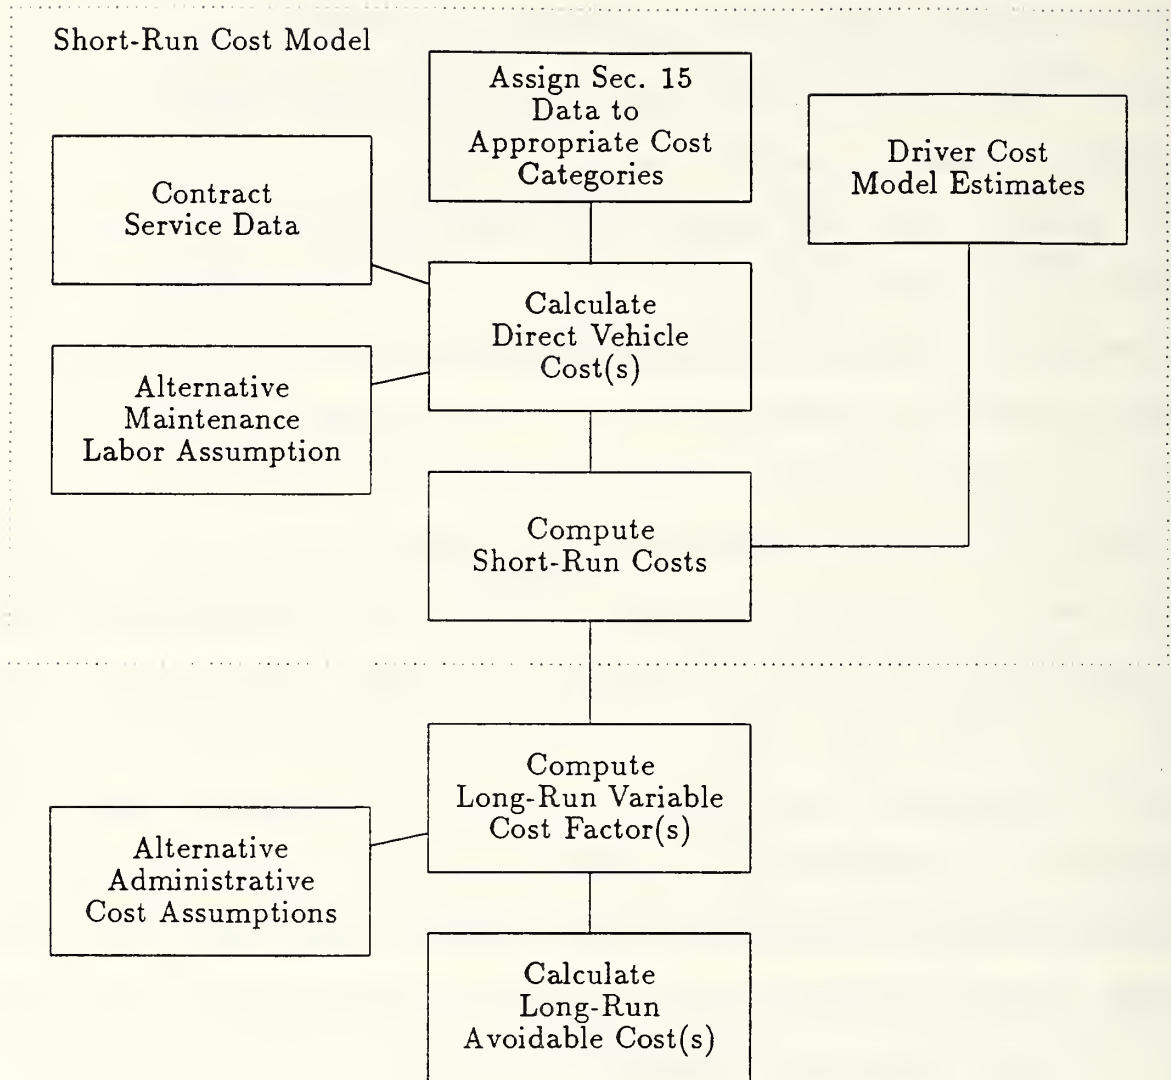 Short-Run Cost Model
Assign Sec. 15
Data to
Appropriate Cost
Categories
Driver Cost
Model Estimates
Contract
Service Data
Calculate
Direct Vehicle
Cost(s)
Alternative
Maintenance
Labor Assumption
Compute
Short-Run Costs
Compute
Long-Run Variable
Cost Factor(s)
Alternative
Administrative
Cost Assumptions
Calculate
Long-Run
Avoidable Cost(s)